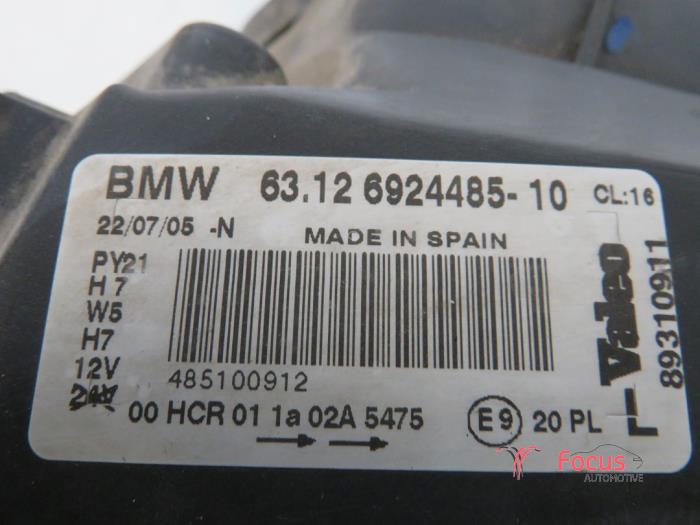 BMW 63.12 6924485-10 CL:16
22/07/05 -N MADE IN SPAIN
PY21
H7
W5
H7
12V
24V
485100912
00 HCR 01 1a 02A 5475 E9 20 PL
L Valeo
89310911
Focus
AUTOMOTIVE